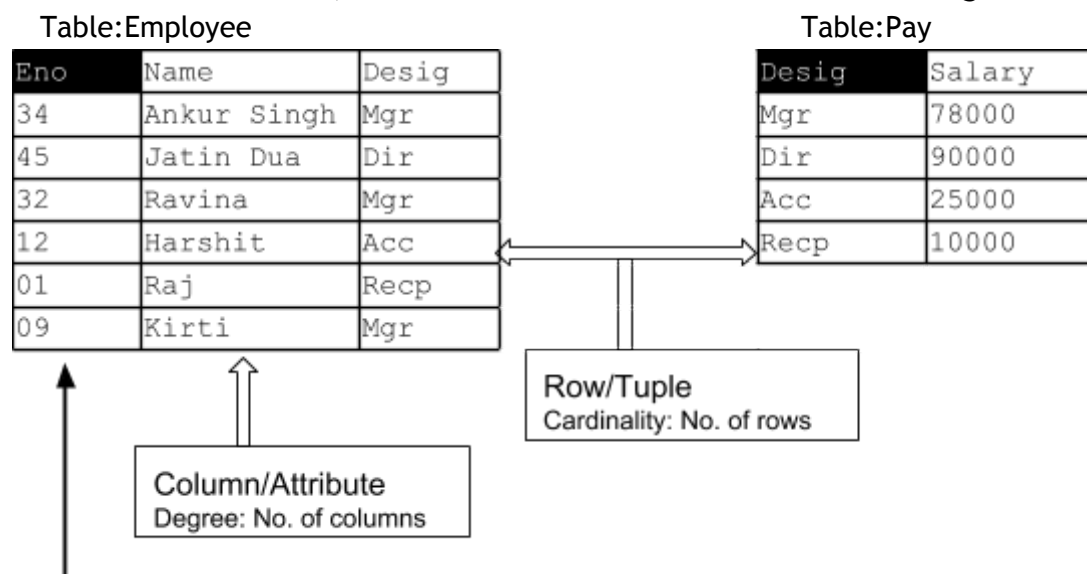 Table:Employee
Table:Pay
Eno Name Desig
34 Ankur Singh Mgr
45 Jatin Dua Dir
32 Ravina Mgr
12 Harshit Acc
01 Raj Recp
09 Kirti Mgr
Desig Salary
Mgr 78000
Dir 90000
Acc 25000
Recp 10000
Row/Tuple
Cardinality: No. of rows
Column/Attribute
Degree: No. of columns